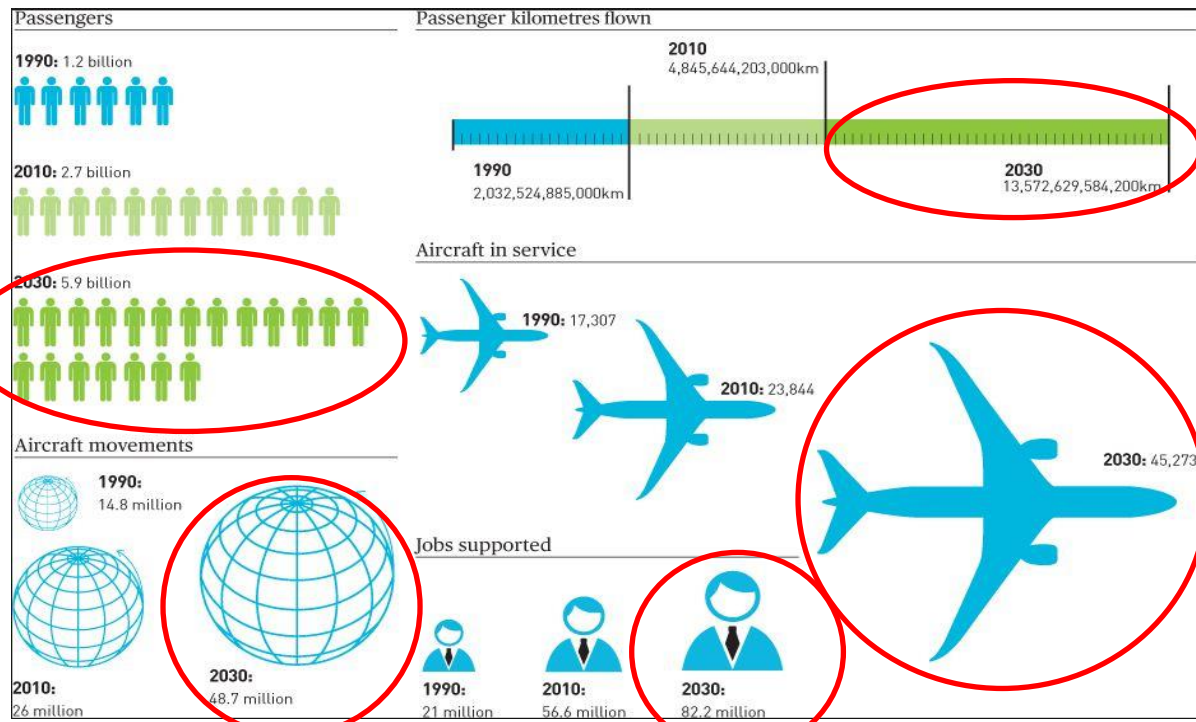 Passengers
1990: 1.2 billion
2010: 2.7 billion
2030: 5.9 billion
Aircraft movements
1990:
14.8 million
2010:
26 million
2030:
48.7 million
Passenger kilometres flown
2010
4,845,644,203,000km
1990
2,032,524,885,000km
2030
13,572,629,584,200km
Aircraft in service
1990: 17,307
2010: 23,844
2030: 45,273
Jobs supported
1990:
21 million
2010:
56.6 million
2030:
82.2 million